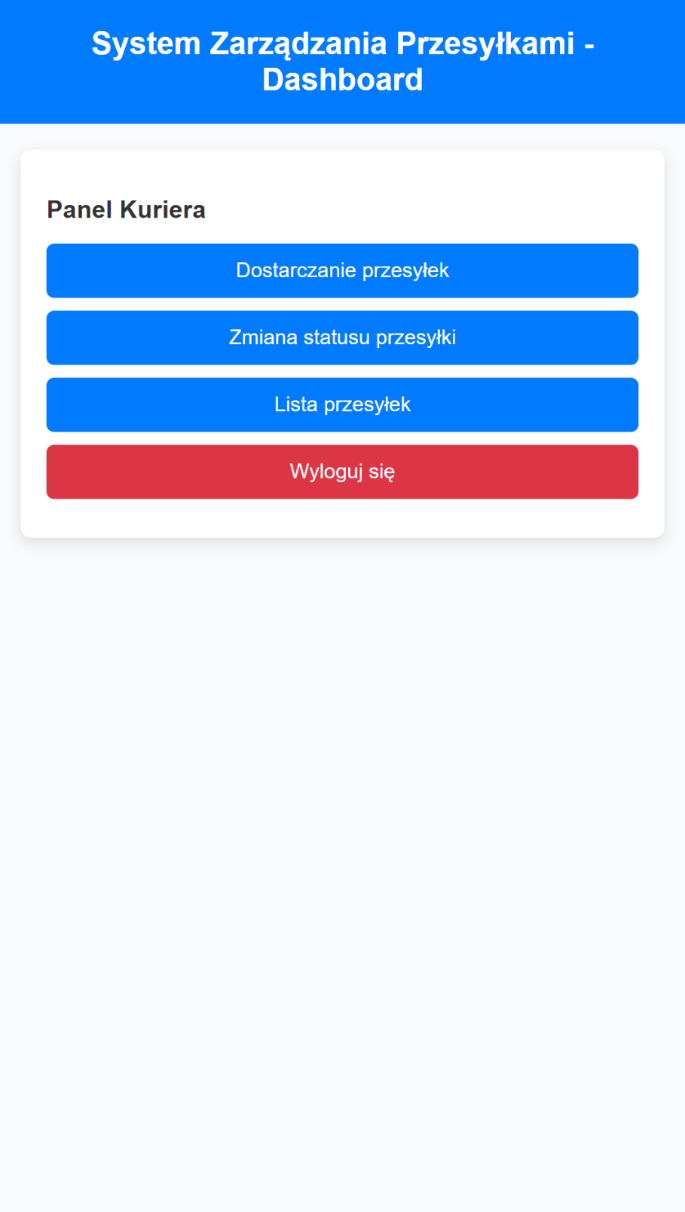 System Zarządzania Przesyłkami -
Dashboard
Panel Kuriera
Dostarczanie przesyłek
Zmiana statusu przesyłki
Lista przesyłek
Wyloguj się